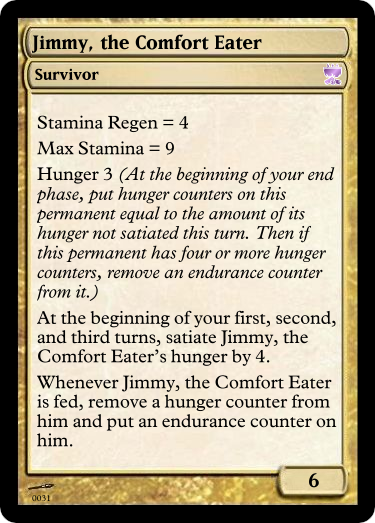 Jimmy, the Comfort Eater
Survivor
Stamina Regen = 4
Max Stamina = 9
Hunger 3 (At the beginning of your end
phase, put hunger counters on this
permanent equal to the amount of its
hunger not satiated this turn. Then if
this permanent has four or more hunger
counters, remove an endurance counter
from it.)
At the beginning of your first, second,
and third turns, satiate Jimmy, the
Comfort Eater's hunger by 4.
Whenever Jimmy, the Comfort Eater
is fed, remove a hunger counter from
him and put an endurance counter on
him.
6
0031